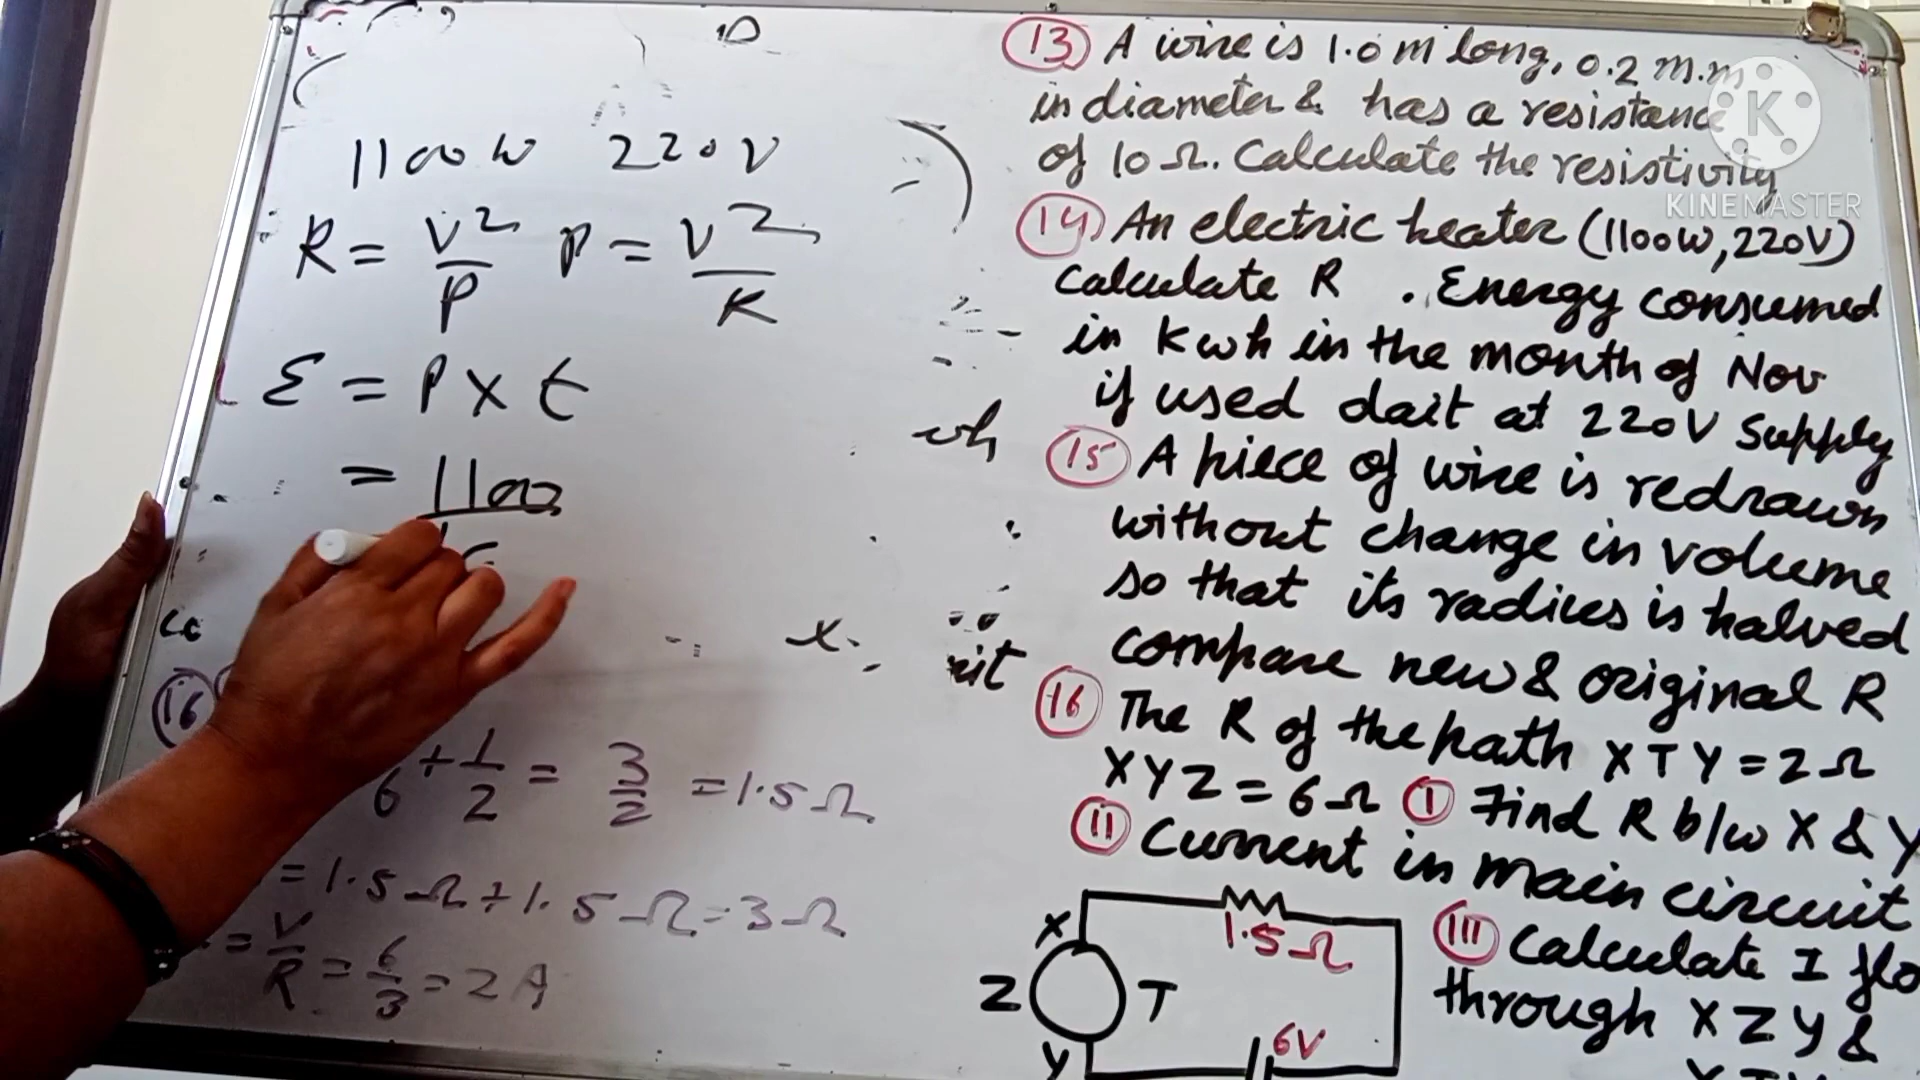 1100 W 220 V
R = V²/P P = V²/R
E = P x t
= 1100
wh
x.
(16)
6 + 1/2 = 3/2 = 1.5 Ω
= 1.5 Ω + 1.5 Ω = 3 Ω
= V/R = 6/3 = 2 A
(13) A wire is 1.0 m long, 0.2 m.m
in diameter & has a resistance
of 10 Ω. Calculate the resistivity
(14) An electric heater (1100W, 220V)
calculate R . Energy consumed
in Kwh in the month of Nov
if used dait at 220V Supply
(15) A piece of wire is redrawn
without change in volume
so that its radius is halved
compare new & original R
(16) The R of the path XTY = 2 Ω
XYZ = 6 Ω (I) Find R b/w X & Y
(II) Current in main circuit
(III) Calculate I flo
through XZY &
XTY
X
1.5 Ω
Z T
6V
Y
K
KINEMASTER